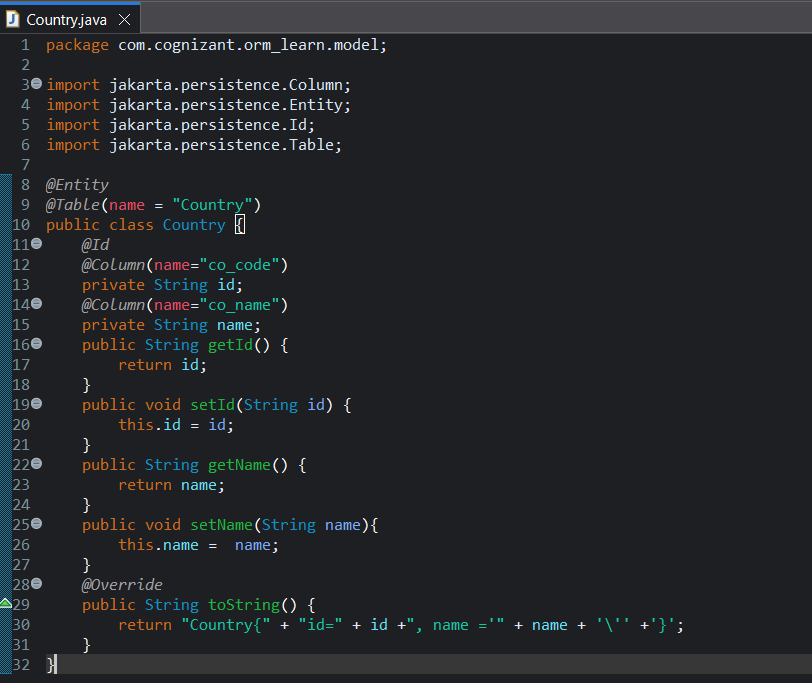 Country.java
1 package com.cognizant.orm_learn.model;
2
3 import jakarta.persistence.Column;
4 import jakarta.persistence.Entity;
5 import jakarta.persistence.Id;
6 import jakarta.persistence.Table;
7
8 @Entity
9 @Table(name = "Country")
10 public class Country {
11     @Id
12     @Column(name="co_code")
13     private String id;
14     @Column(name="co_name")
15     private String name;
16     public String getId() {
17         return id;
18     }
19     public void setId(String id) {
20         this.id = id;
21     }
22     public String getName() {
23         return name;
24     }
25     public void setName(String name){
26         this.name =  name;
27     }
28     @Override
29     public String toString() {
30         return "Country{" + "id=" + id +", name ='" + name + '\'' +'}';
31     }
32 }